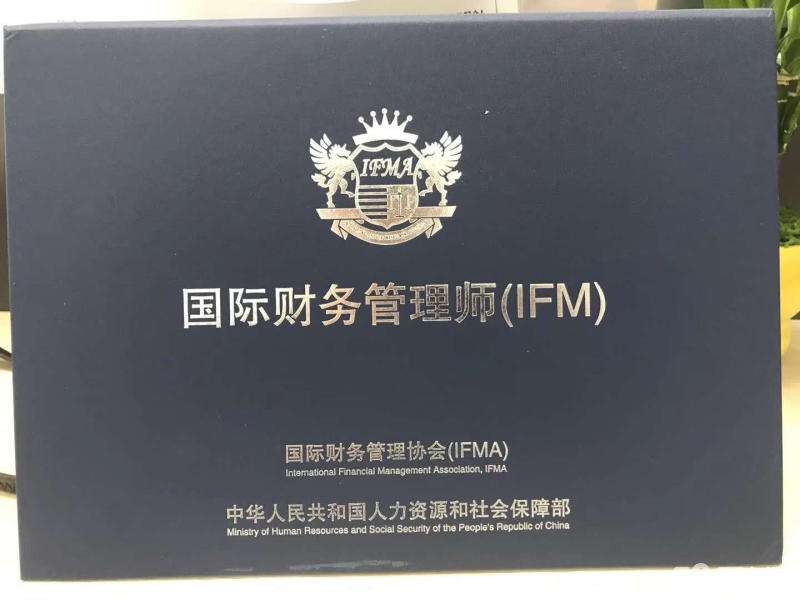 IFMA
国际财务管理师(IFM)
国际财务管理协会(IFMA)
International Financial Management Association, IFMA
中华人民共和国人力资源和社会保障部
Ministry of Human Resources and Social Security of the People's Republic of China